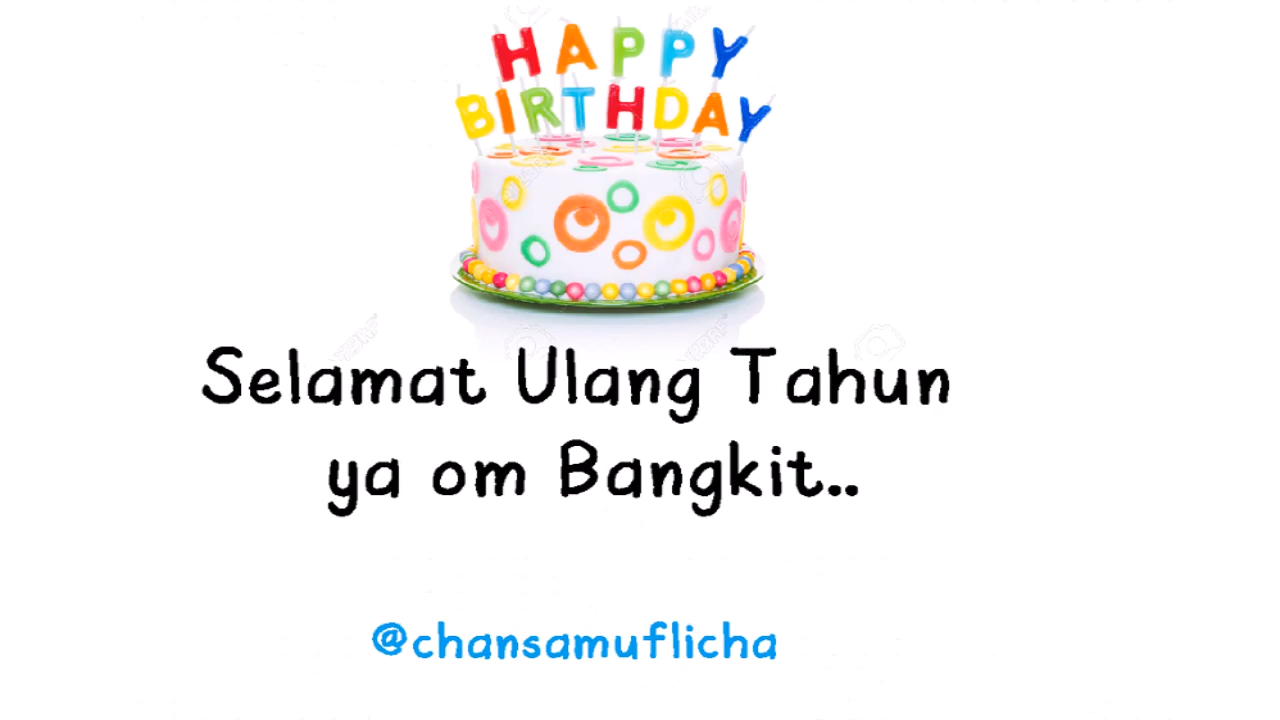 HAPPY
BIRTHDAY
Selamat Ulang Tahun
ya om Bangkit..
@chansamuflicha